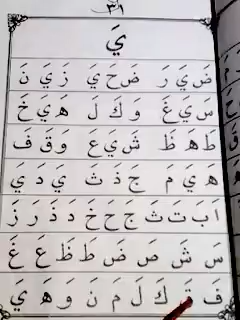 ٣١
يَ
ضَ يَ رَ ضَ حَ يَ زَ يَ نَ
سَ يَ غَ وَ كَ لَ هَ يَ خَ
طَ هَ ظَ شَ يَ عَ وَ قَ فَ
هَ يَ مَ جَ ذَ ثَ يَ دَ يَ
اَ بَ تَ ثَ جَ حَ خَ دَ ذَ رَ زَ
سَ شَ صَ ضَ طَ ظَ عَ غَ
فَ قَ كَ لَ مَ نَ وَ هَ يَ